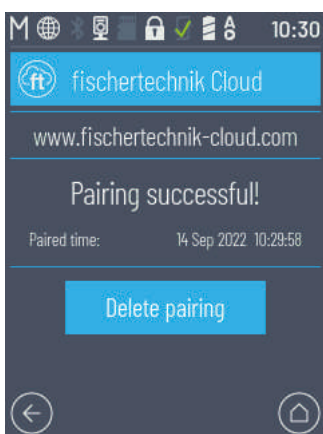 M 10:30
ft fischertechnik Cloud
www.fischertechnik-cloud.com
Pairing successful!
Paired time: 14 Sep 2022 10:29:58
Delete pairing